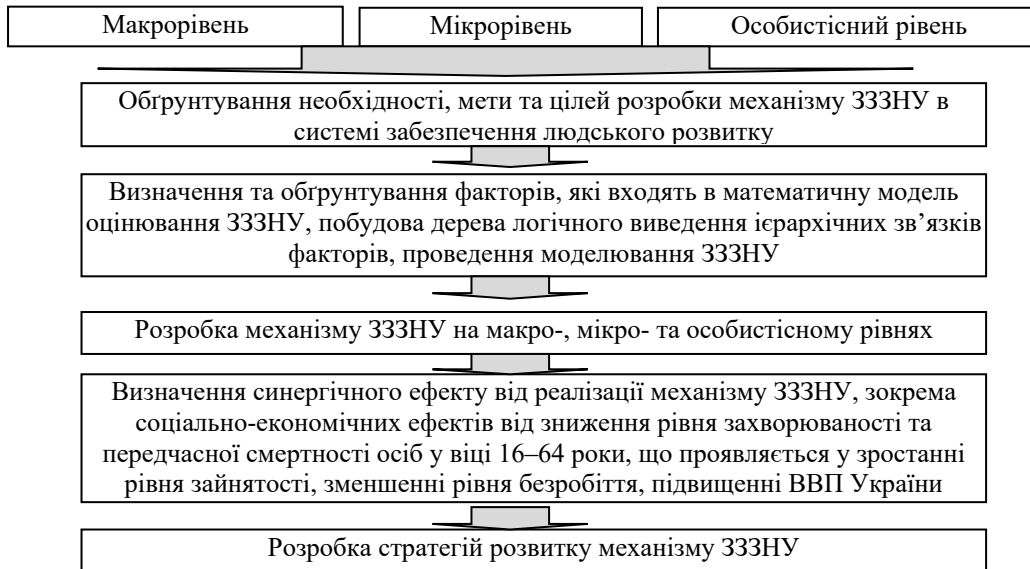 Макрорівень
Мікрорівень
Особистісний рівень
Обґрунтування необхідності, мети та цілей розробки механізму ЗЗЗНУ в
системі забезпечення людського розвитку
Визначення та обґрунтування факторів, які входять в математичну модель
оцінювання ЗЗЗНУ, побудова дерева логічного виведення ієрархічних зв’язків
факторів, проведення моделювання ЗЗЗНУ
Розробка механізму ЗЗЗНУ на макро-, мікро- та особистісному рівнях
Визначення синергічного ефекту від реалізації механізму ЗЗЗНУ, зокрема
соціально-економічних ефектів від зниження рівня захворюваності та
передчасної смертності осіб у віці 16–64 роки, що проявляється у зростанні
рівня зайнятості, зменшенні рівня безробіття, підвищенні ВВП України
Розробка стратегій розвитку механізму ЗЗЗНУ